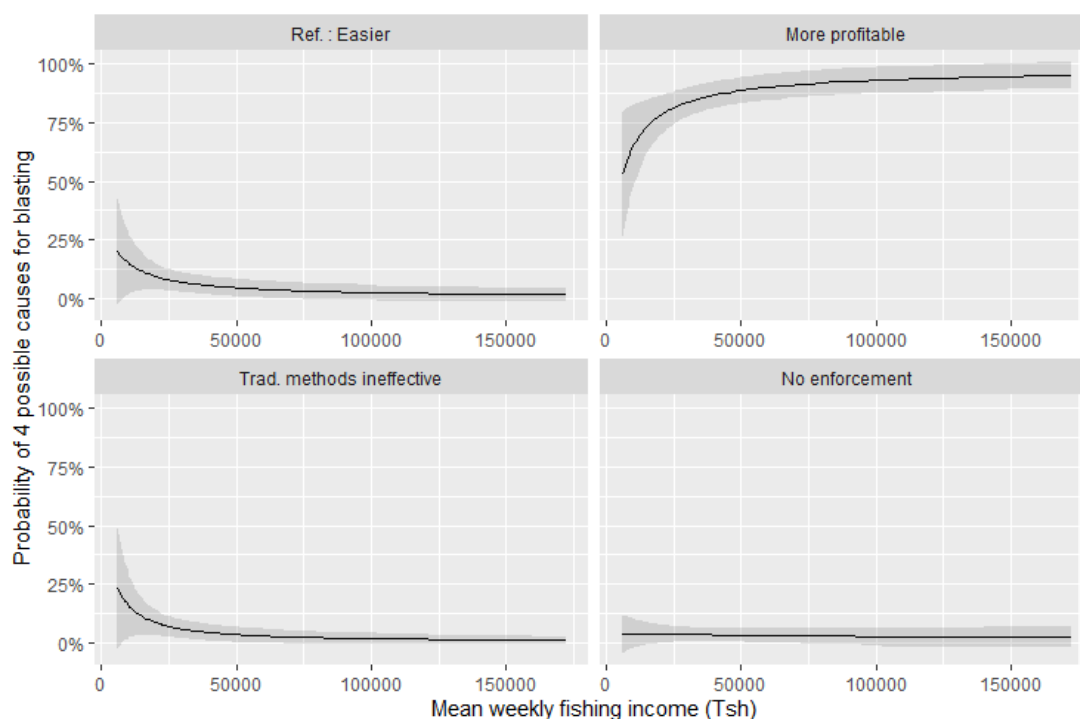 Ref. : Easier
More profitable
100%
75%
50%
25%
0%
0 50000 100000 150000
0 50000 100000 150000
Trad. methods ineffective
No enforcement
100%
75%
50%
25%
0%
0 50000 100000 150000
0 50000 100000 150000
Probability of 4 possible causes for blasting
Mean weekly fishing income (Tsh)